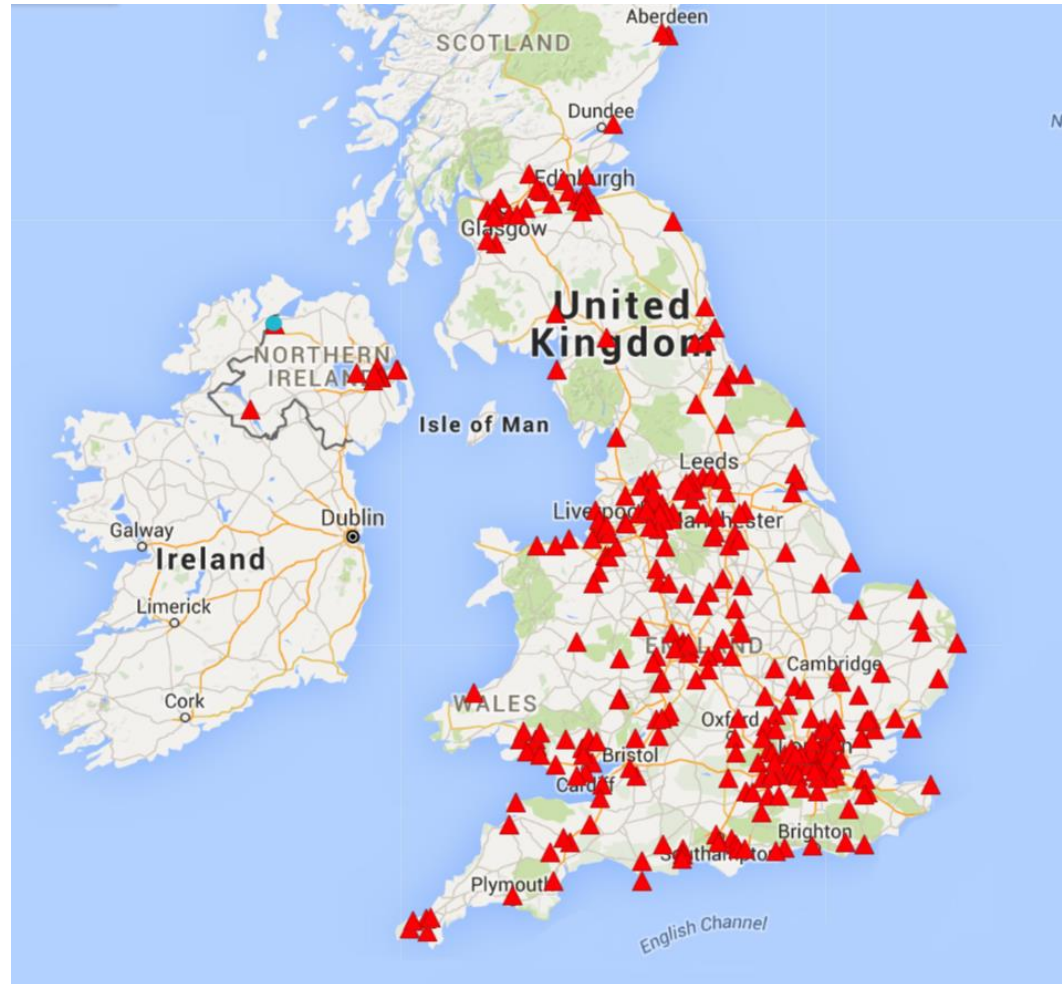 Aberdeen
SCOTLAND
Dundee
N
Edinburgh
Glasgow
United
Kingdom
NORTHERN
IRELAND
Isle of Man
Leeds
Liverpool
Manchester
Dublin
Galway
Ireland
Limerick
ENGLAND
Cambridge
Cork
WALES
Oxford
London
Bristol
Cardiff
Brighton
Southampton
Plymouth
English Channel